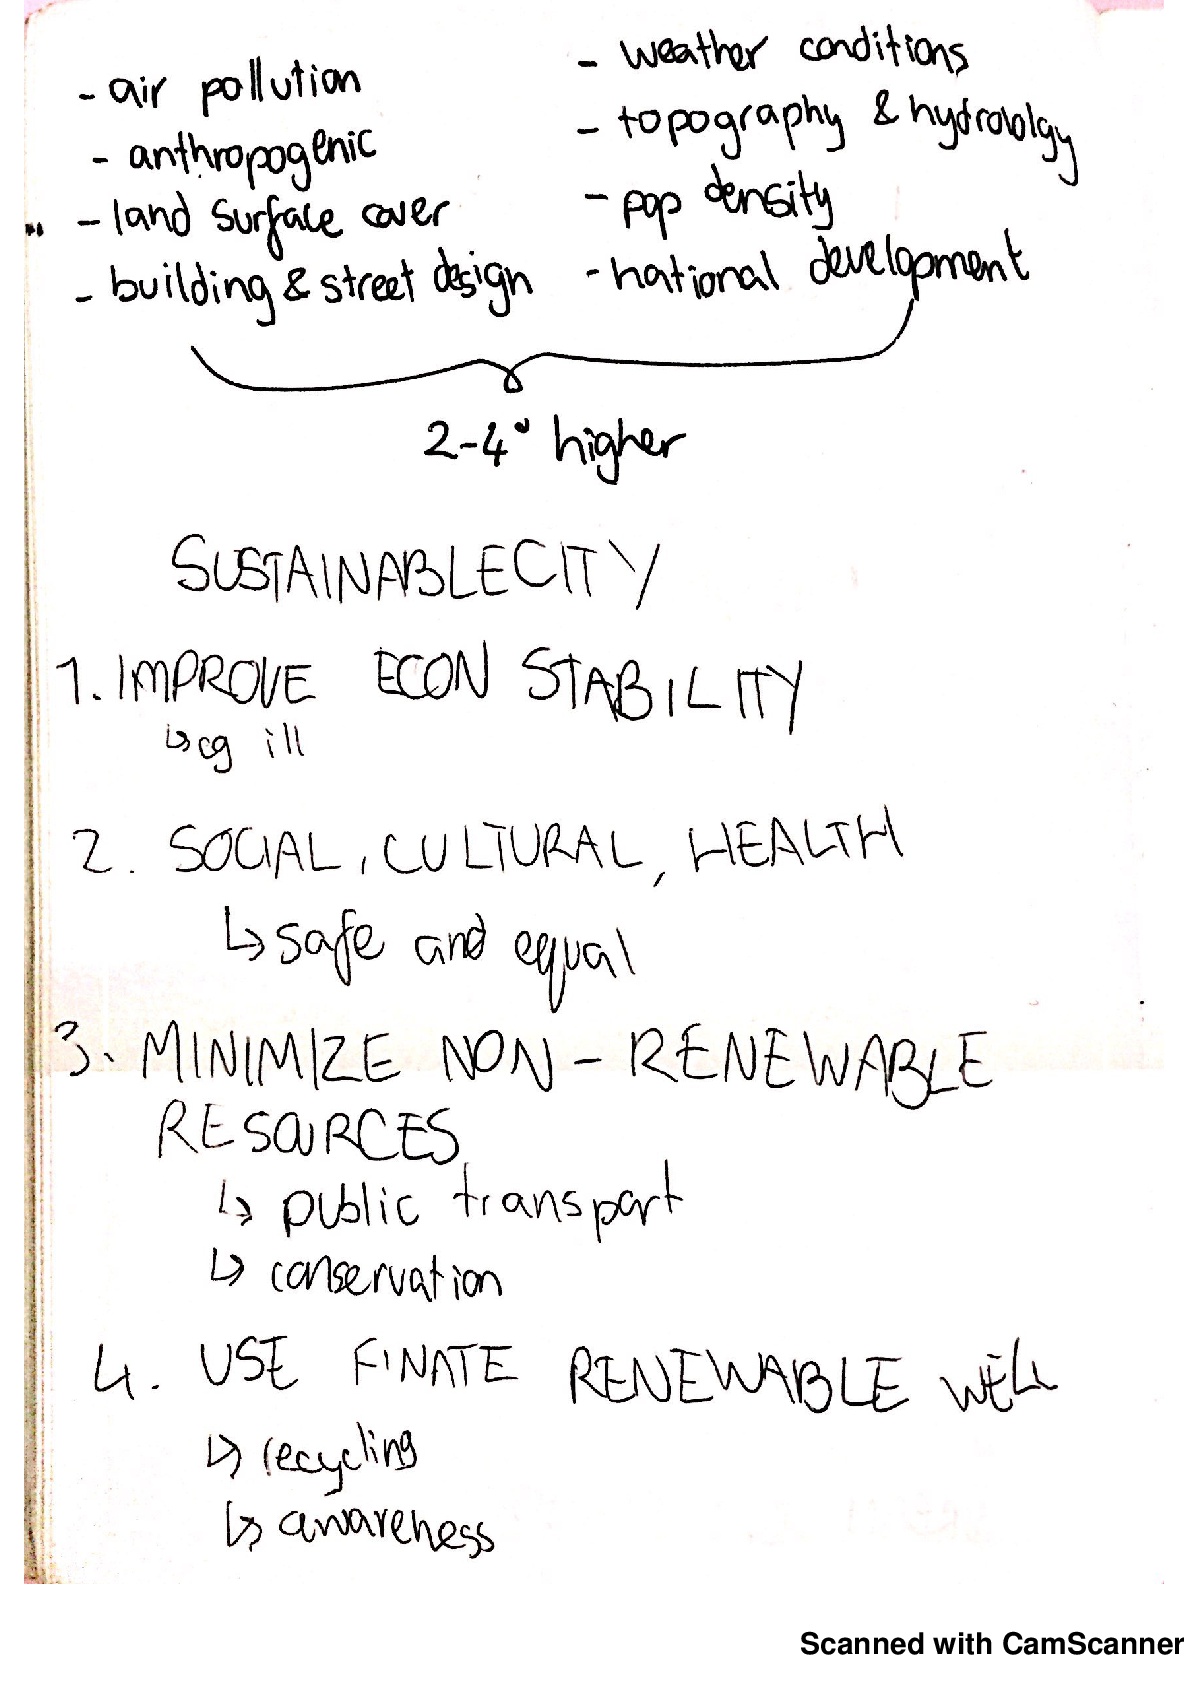 - air pollution
- anthropogenic
- land surface cover
- building & street design
- weather conditions
- topography & hydrololgy
- pop density
- national development
2-4° higher
SUSTAINABLECITY
1. IMPROVE ECON STABILITY
↳ cg ill
2. SOCIAL, CULTURAL, HEALTH
↳ safe and equal
3. MINIMIZE NON-RENEWABLE
RESOURCES
↳ public transport
↳ conservation
4. USE FINATE RENEWABLE WELL
↳ recycling
↳ awareness
Scanned with CamScanner